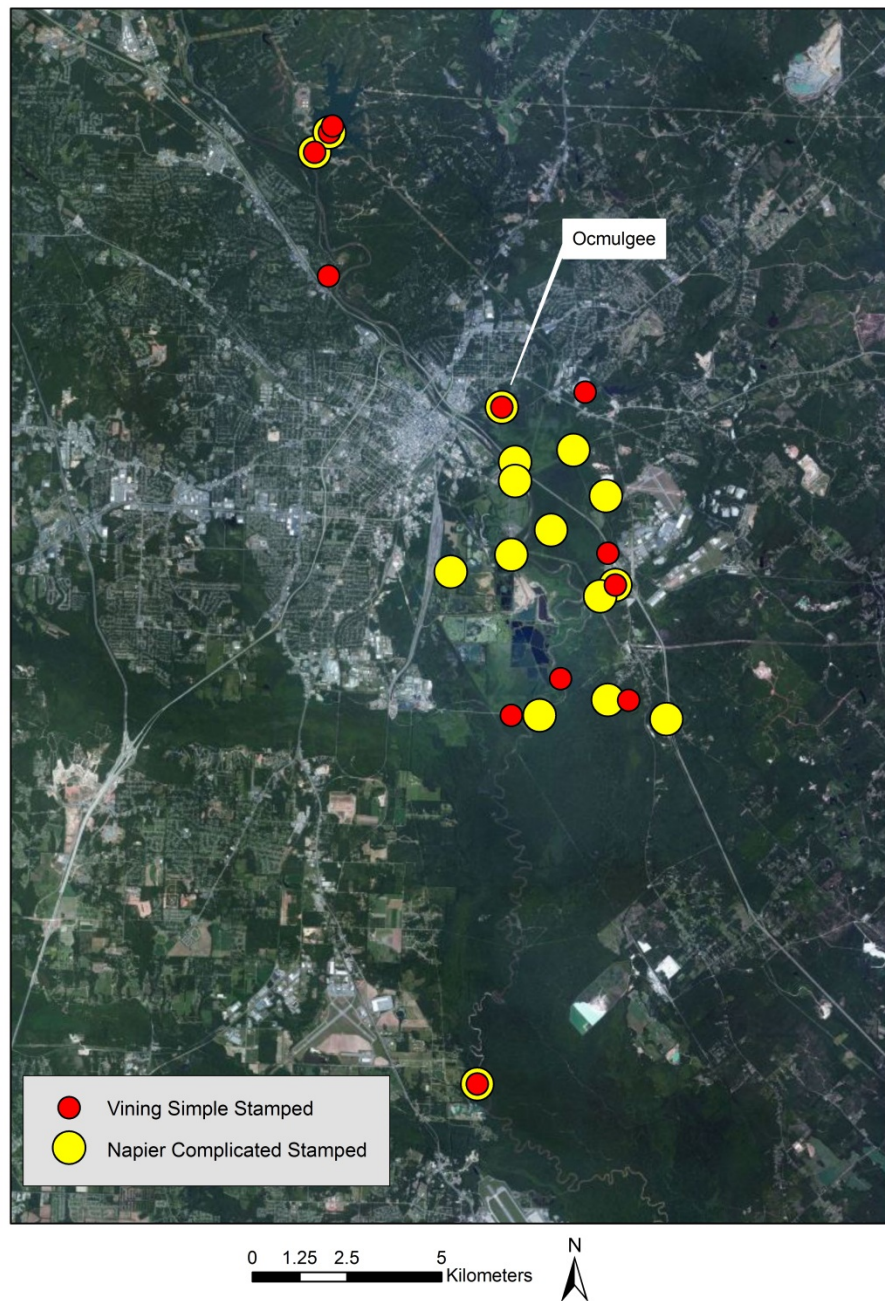 Ocmulgee
Vining Simple Stamped
Napier Complicated Stamped
0 1.25 2.5 5
Kilometers
N